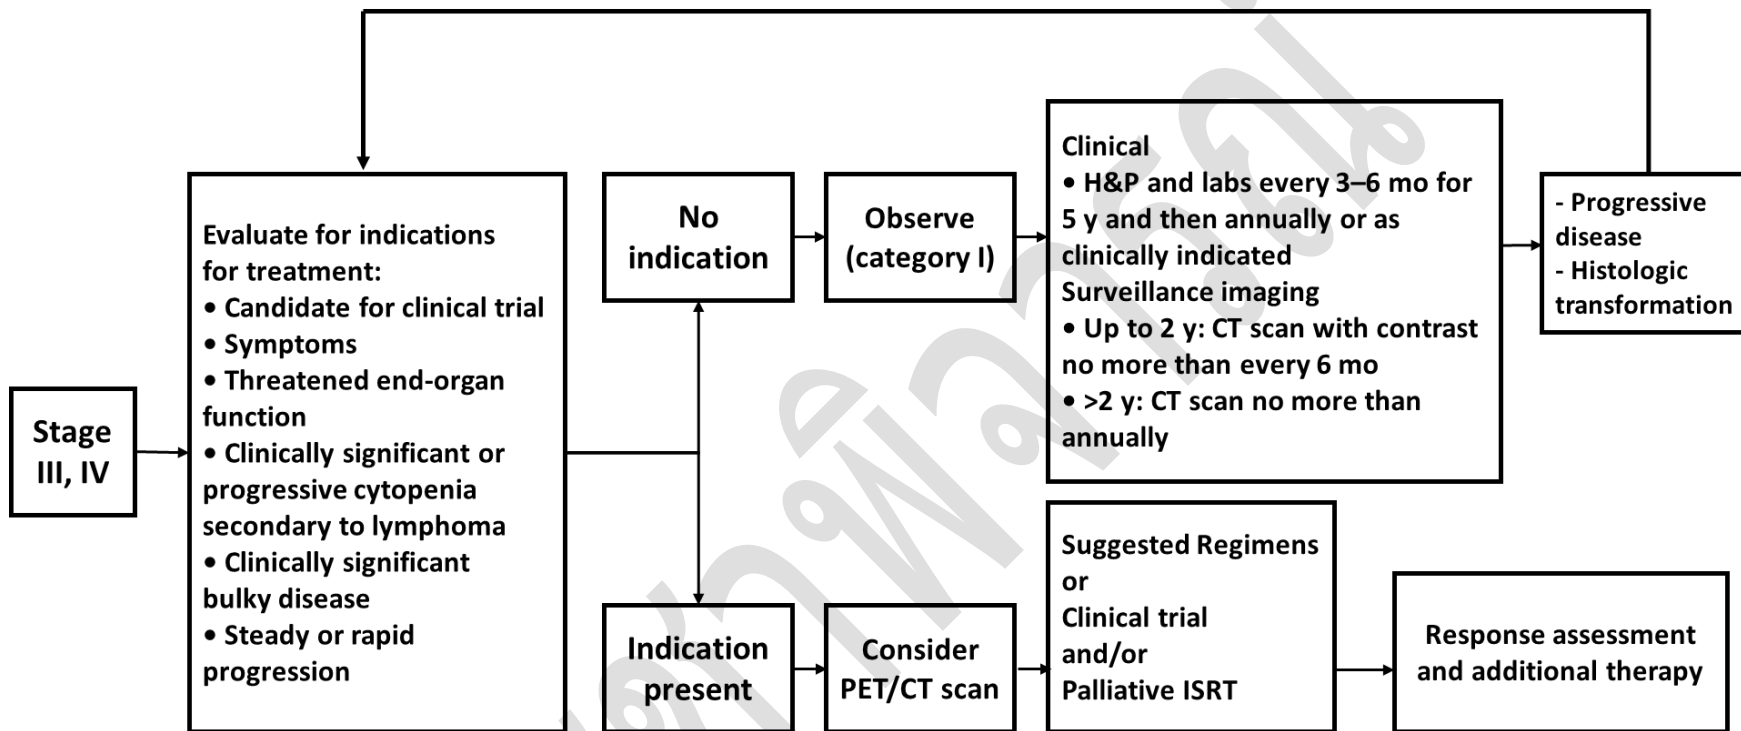 Stage
III, IV
Evaluate for indications
for treatment:
• Candidate for clinical trial
• Symptoms
• Threatened end-organ
function
• Clinically significant or
progressive cytopenia
secondary to lymphoma
• Clinically significant
bulky disease
• Steady or rapid
progression
No
indication
Observe
(category I)
Clinical
• H&P and labs every 3–6 mo for
5 y and then annually or as
clinically indicated
Surveillance imaging
• Up to 2 y: CT scan with contrast
no more than every 6 mo
• >2 y: CT scan no more than
annually
- Progressive
disease
- Histologic
transformation
Indication
present
Consider
PET/CT scan
Suggested Regimens
or
Clinical trial
and/or
Palliative ISRT
Response assessment
and additional therapy